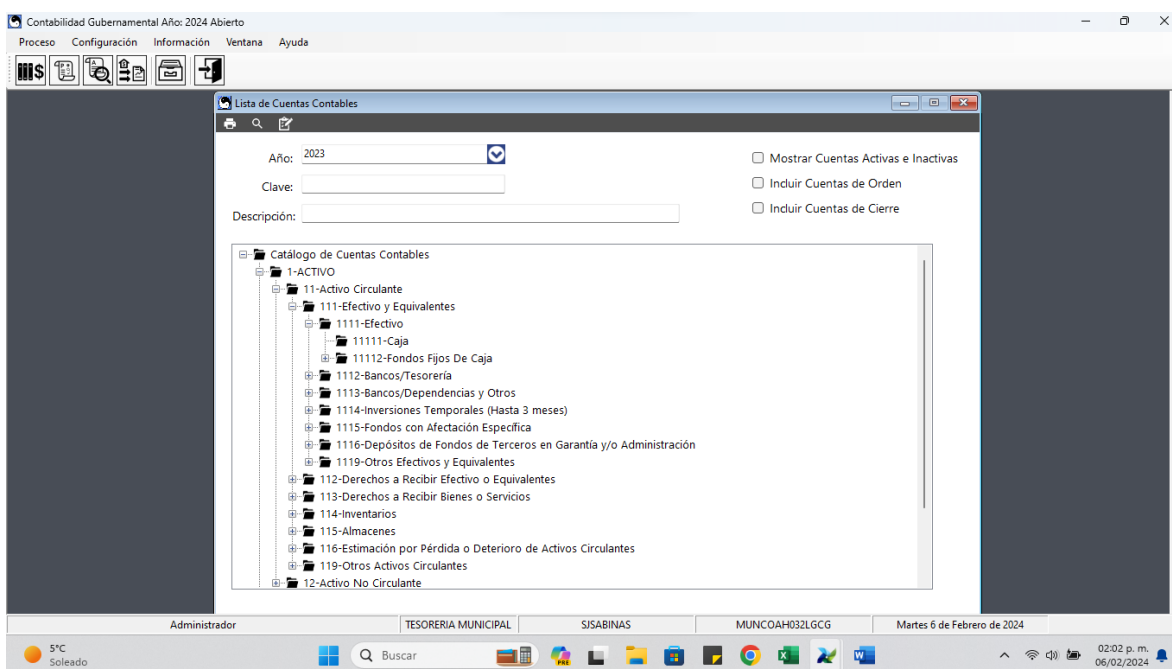 Contabilidad Gubernamental Año: 2024 Abierto
Proceso Configuración Información Ventana Ayuda
Lista de Cuentas Contables
Año: 2023
Mostrar Cuentas Activas e Inactivas
Clave:
Incluir Cuentas de Orden
Descripción:
Incluir Cuentas de Cierre
Catálogo de Cuentas Contables
1-ACTIVO
11-Activo Circulante
111-Efectivo y Equivalentes
1111-Efectivo
11111-Caja
11112-Fondos Fijos De Caja
1112-Bancos/Tesorería
1113-Bancos/Dependencias y Otros
1114-Inversiones Temporales (Hasta 3 meses)
1115-Fondos con Afectación Específica
1116-Depósitos de Fondos de Terceros en Garantía y/o Administración
1119-Otros Efectivos y Equivalentes
112-Derechos a Recibir Efectivo o Equivalentes
113-Derechos a Recibir Bienes o Servicios
114-Inventarios
115-Almacenes
116-Estimación por Pérdida o Deterioro de Activos Circulantes
119-Otros Activos Circulantes
12-Activo No Circulante
Administrador TESORERIA MUNICIPAL SJSABINAS MUNCOAH032LGCG Martes 6 de Febrero de 2024
5°C
Soleado
Buscar
PRE
02:02 p. m.
06/02/2024